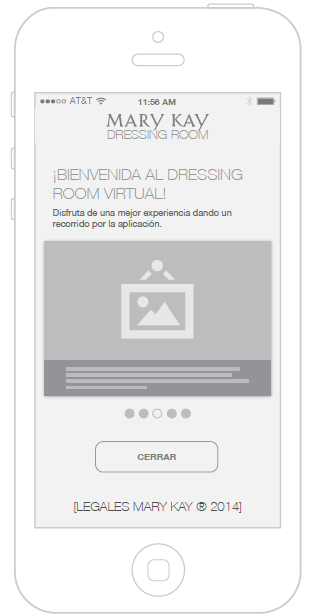 AT&T
11:56 AM
MARY KAY
DRESSING ROOM
¡BIENVENIDA AL DRESSING
ROOM VIRTUAL!
Disfruta de una mejor experiencia dando un
recorrido por la aplicación.
CERRAR
[LEGALES MARY KAY ® 2014]